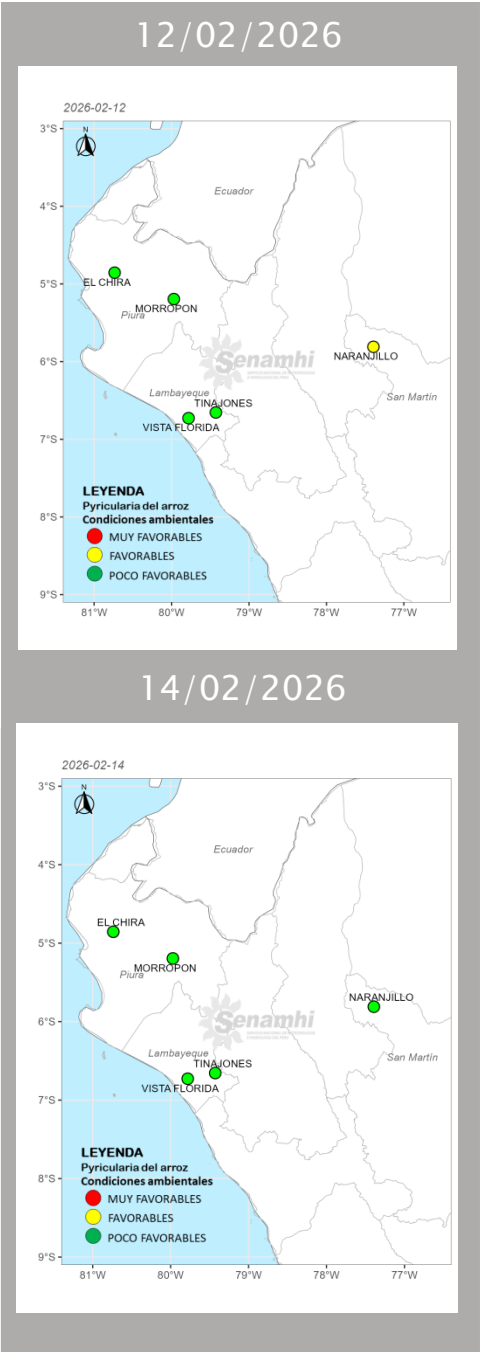 12/02/2026
2026-02-12
3°S
N
Ecuador
4°S
EL CHIRA
5°S
MORROPON
Piura
6°S
NARANJILLO
Senamhi
Lambayeque
San Martin
TINAJONES
VISTA FLORIDA
7°S
LEYENDA
Pyricularia del arroz
8°S
Condiciones ambientales
MUY FAVORABLES
FAVORABLES
POCO FAVORABLES
9°S
81°W 80°W 79°W 78°W 77°W
14/02/2026
2026-02-14
3°S
N
Ecuador
4°S
EL CHIRA
5°S
MORROPON
Piura
NARANJILLO
6°S
Senamhi
Lambayeque
San Martin
TINAJONES
VISTA FLORIDA
7°S
LEYENDA
8°S
Pyricularia del arroz
Condiciones ambientales
MUY FAVORABLES
FAVORABLES
POCO FAVORABLES
9°S
81°W 80°W 79°W 78°W 77°W